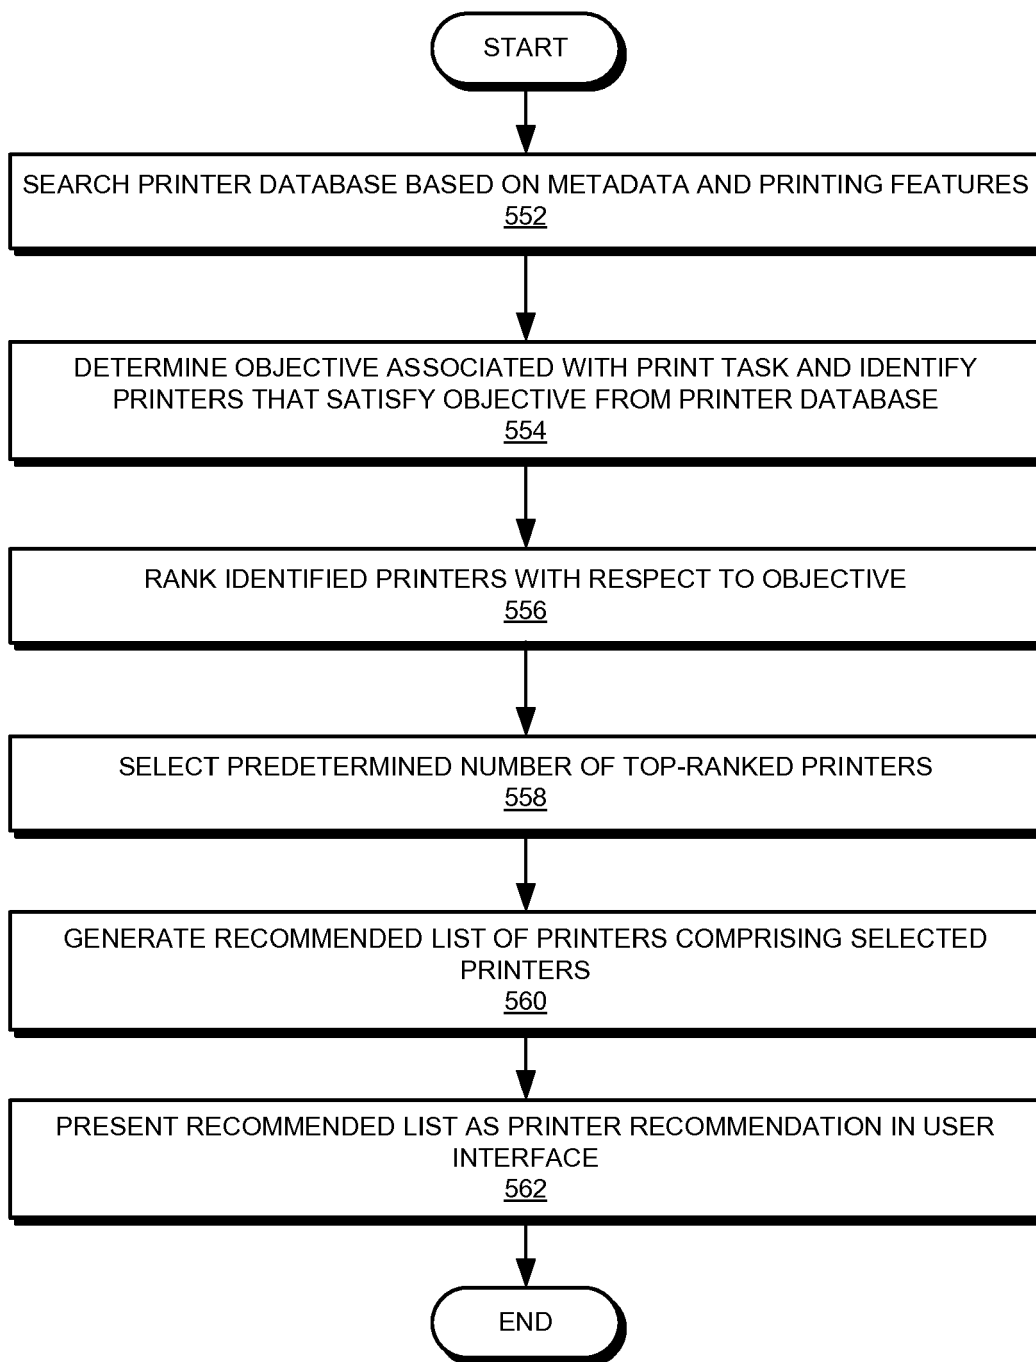 START
SEARCH PRINTER DATABASE BASED ON METADATA AND PRINTING FEATURES
552
DETERMINE OBJECTIVE ASSOCIATED WITH PRINT TASK AND IDENTIFY
PRINTERS THAT SATISFY OBJECTIVE FROM PRINTER DATABASE
554
RANK IDENTIFIED PRINTERS WITH RESPECT TO OBJECTIVE
556
SELECT PREDETERMINED NUMBER OF TOP-RANKED PRINTERS
558
GENERATE RECOMMENDED LIST OF PRINTERS COMPRISING SELECTED
PRINTERS
560
PRESENT RECOMMENDED LIST AS PRINTER RECOMMENDATION IN USER
INTERFACE
562
END